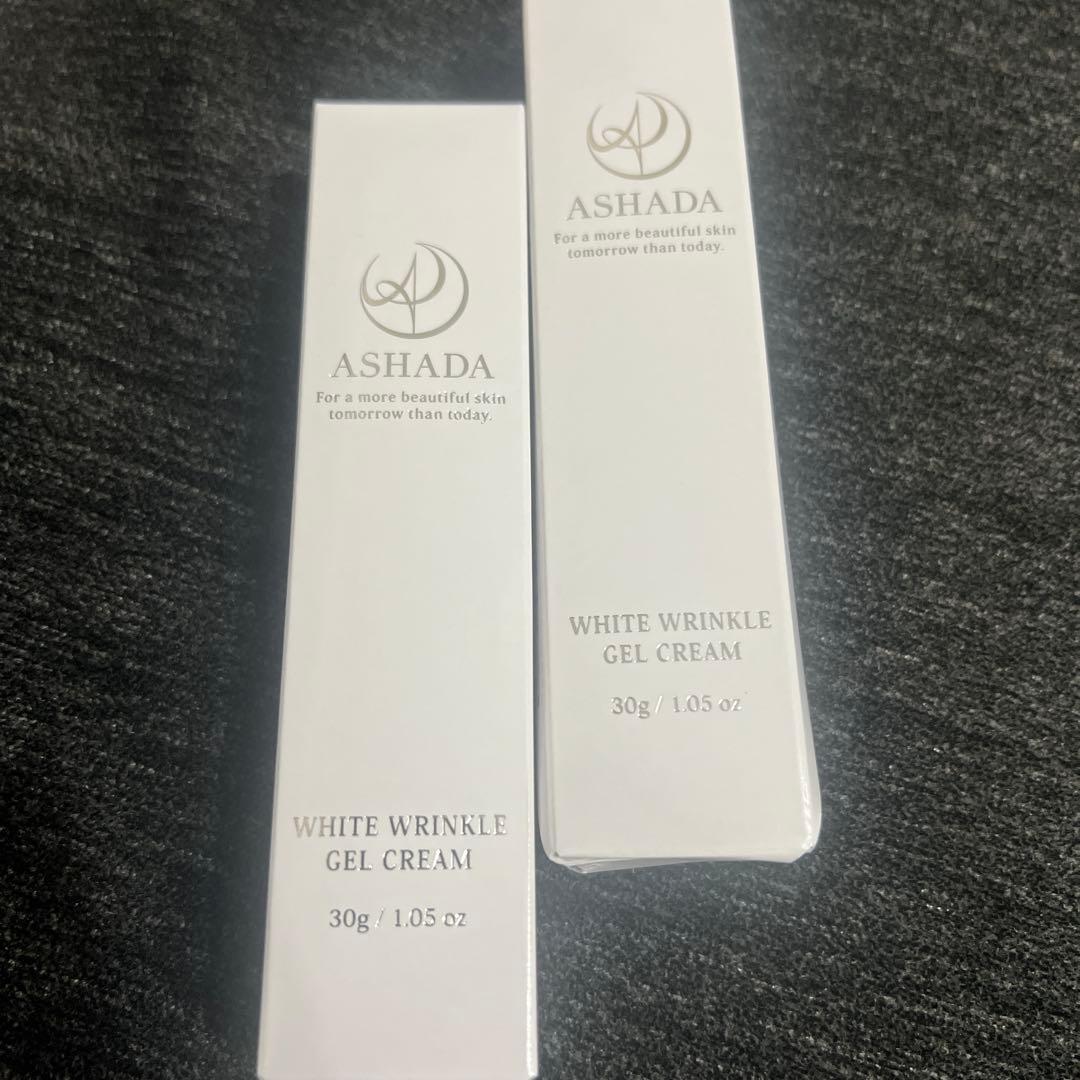 ASHADA
For a more beautiful skin
tomorrow than today.
WHITE WRINKLE
GEL CREAM
30g / 1.05 oz
ASHADA
For a more beautiful skin
tomorrow than today.
WHITE WRINKLE
GEL CREAM
30g / 1.05 oz